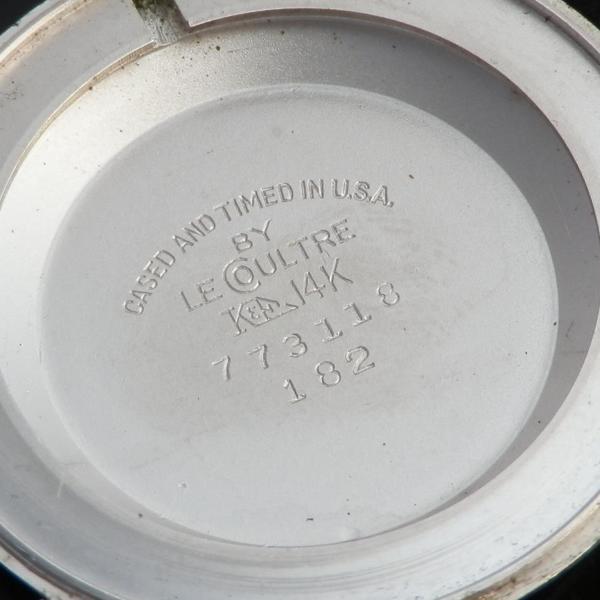 CASED AND TIMED IN U.S.A.
BY
LE COULTRE
K&A 14K
773118
182